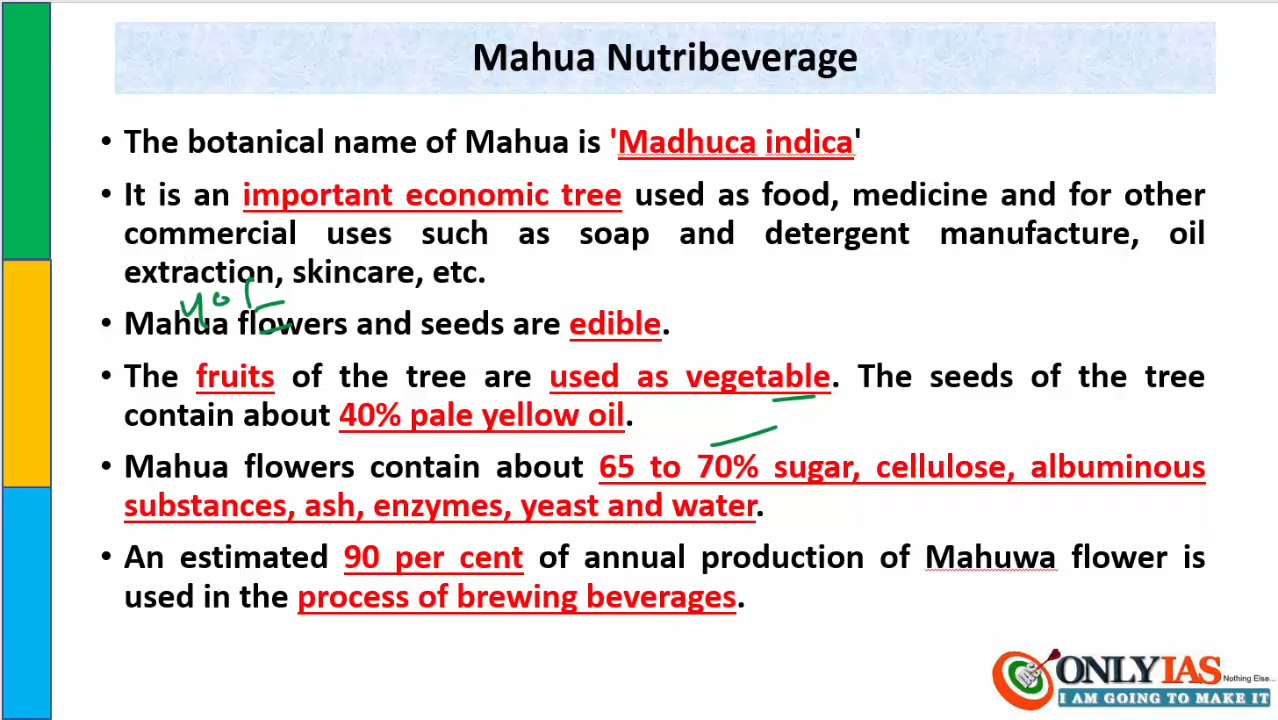 Mahua Nutribeverage
• The botanical name of Mahua is 'Madhuca indica'
• It is an important economic tree used as food, medicine and for other
commercial uses such as soap and detergent manufacture, oil
extraction, skincare, etc.
• Mahua flowers and seeds are edible.
• The fruits of the tree are used as vegetable. The seeds of the tree
contain about 40% pale yellow oil.
• Mahua flowers contain about 65 to 70% sugar, cellulose, albuminous
substances, ash, enzymes, yeast and water.
• An estimated 90 per cent of annual production of Mahuwa flower is
used in the process of brewing beverages.
ONLYIAS
Nothing Else...
I AM GOING TO MAKE IT